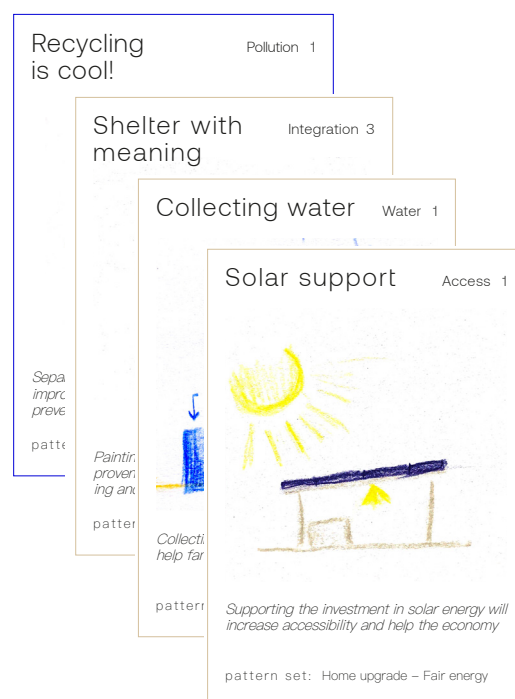 Recycling
is cool!
Pollution 1
Shelter with
meaning
Integration 3
Collecting water
Water 1
Solar support
Access 1
Supporting the investment in solar energy will
increase accessibility and help the economy
pattern set: Home upgrade – Fair energy
help